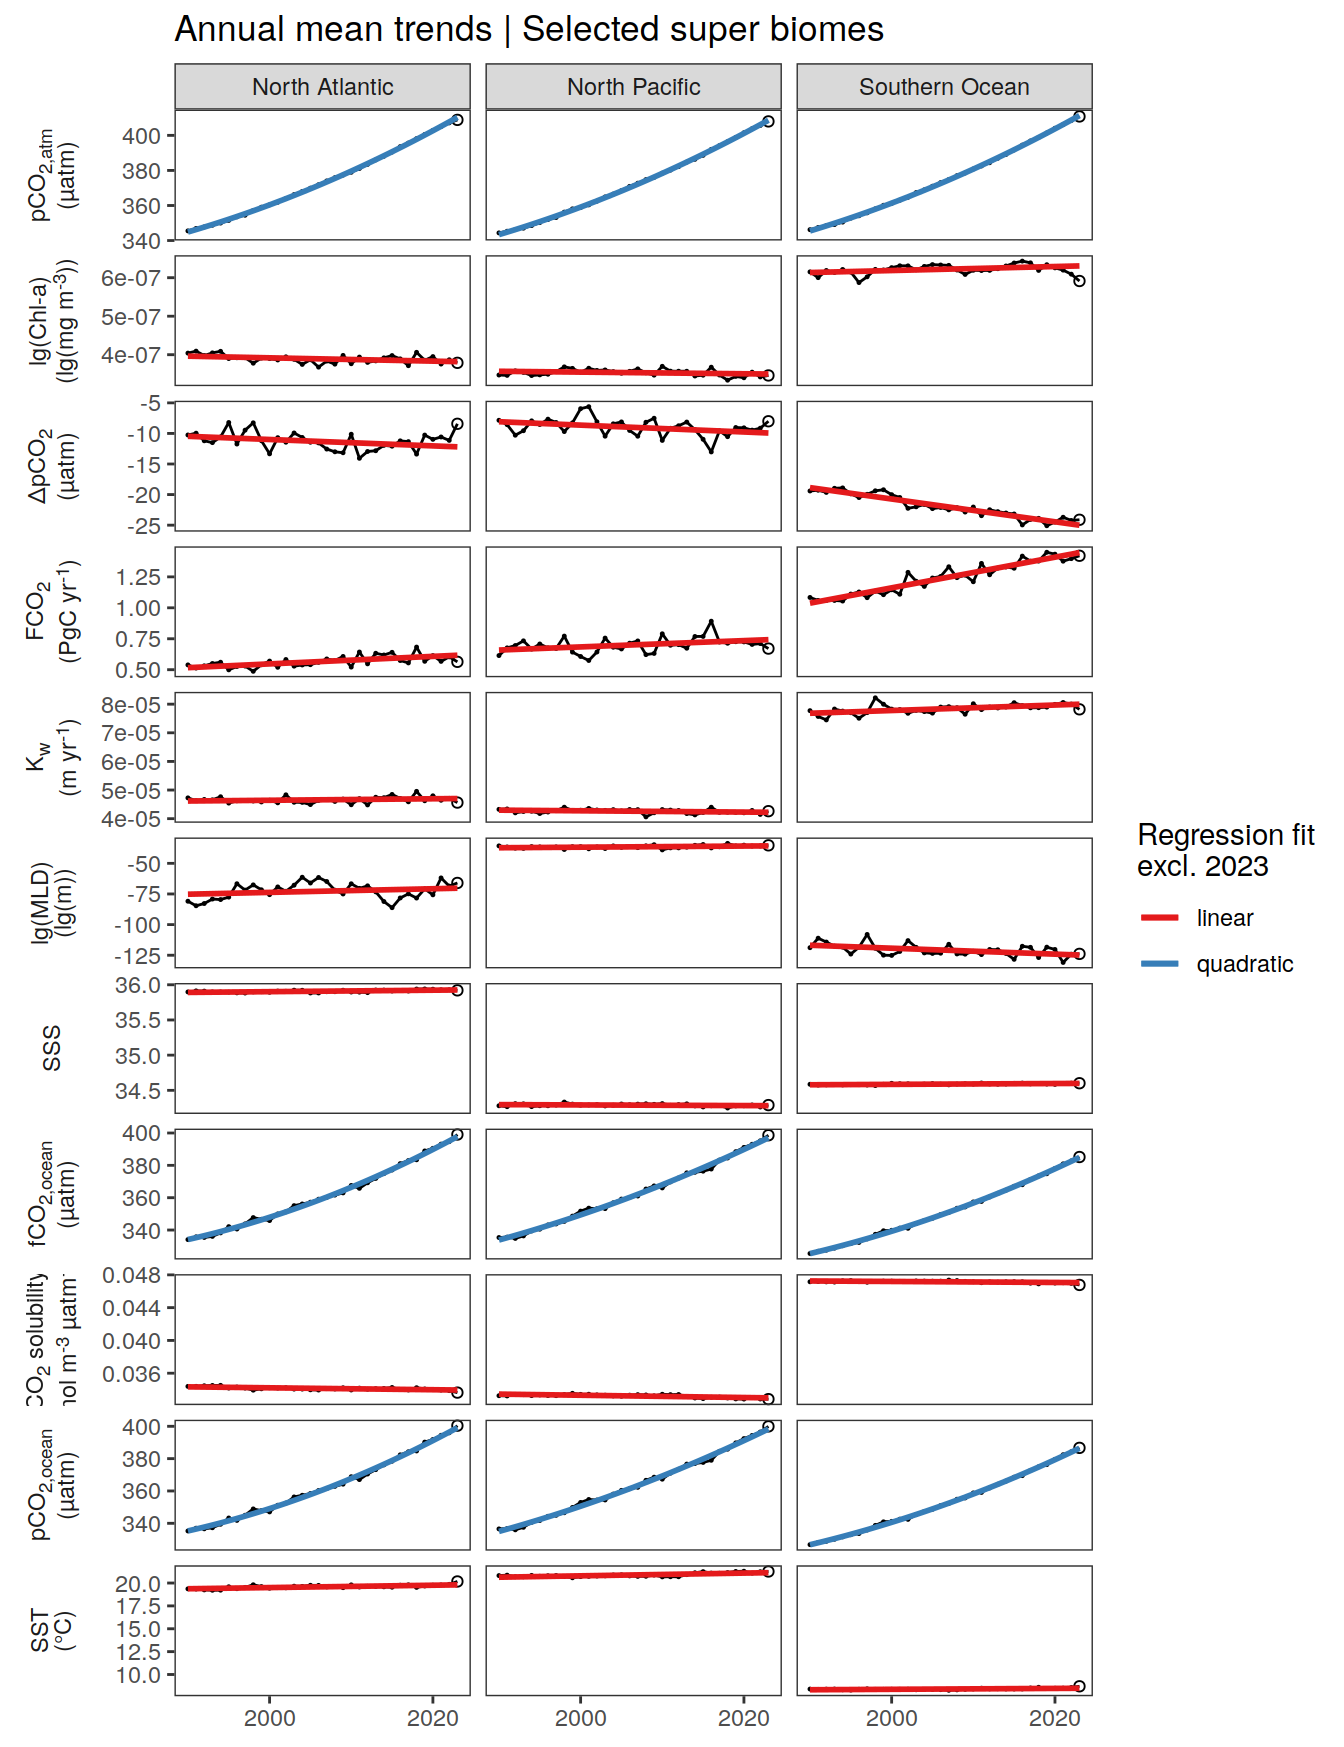 Annual mean trends | Selected super biomes
North Atlantic North Pacific Southern Ocean
pCO2,atm
(µatm)
400
380
360
340
lg(Chl-a)
(lg(mg m-3))
6e-07
5e-07
4e-07
ΔpCO2
(µatm)
-5
-10
-15
-20
-25
FCO2
(PgC yr-1)
1.25
1.00
0.75
0.50
Kw
(m yr-1)
8e-05
7e-05
6e-05
5e-05
4e-05
lg(MLD)
(lg(m))
-50
-75
-100
-125
SSS
36.0
35.5
35.0
34.5
fCO2,ocean
(µatm)
400
380
360
340
CO2 solubility
nol m-3 µatm-
0.048
0.044
0.040
0.036
pCO2,ocean
(µatm)
400
380
360
340
SST
(°C)
20.0
17.5
15.0
12.5
10.0
2000 2020 2000 2020 2000 2020
Regression fit
excl. 2023
linear
quadratic